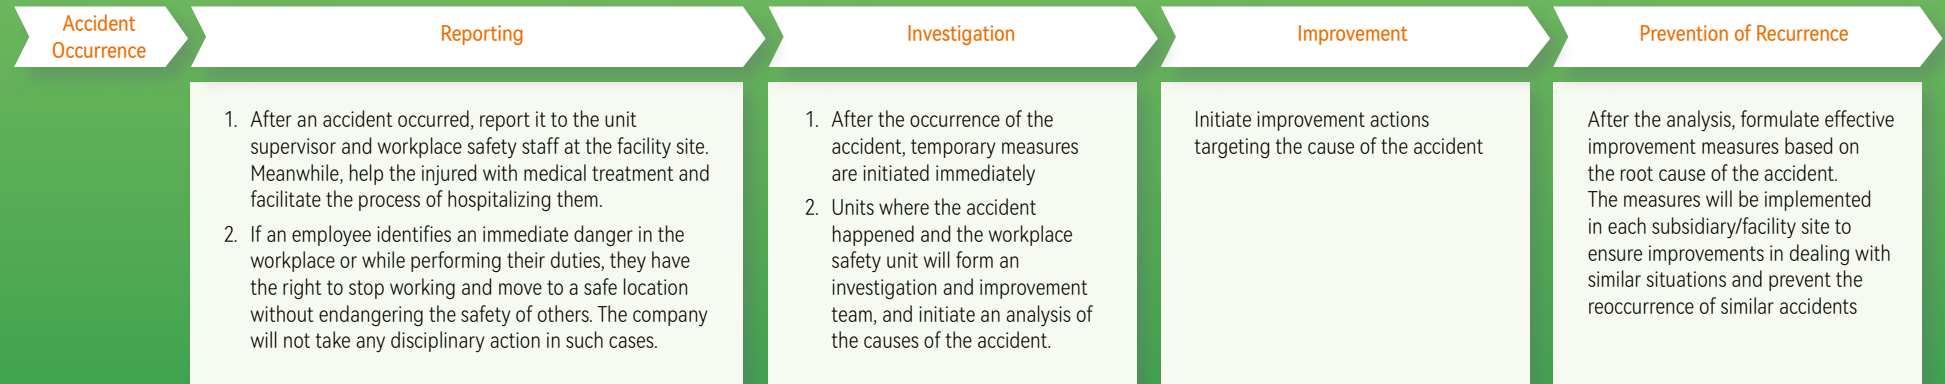 Accident
Occurrence
Reporting
Investigation
Improvement
Prevention of Recurrence
1. After an accident occurred, report it to the unit
supervisor and workplace safety staff at the facility site.
Meanwhile, help the injured with medical treatment and
facilitate the process of hospitalizing them.
2. If an employee identifies an immediate danger in the
workplace or while performing their duties, they have
the right to stop working and move to a safe location
without endangering the safety of others. The company
will not take any disciplinary action in such cases.
1. After the occurrence of the
accident, temporary measures
are initiated immediately
2. Units where the accident
happened and the workplace
safety unit will form an
investigation and improvement
team, and initiate an analysis of
the causes of the accident.
Initiate improvement actions
targeting the cause of the accident
After the analysis, formulate effective
improvement measures based on
the root cause of the accident.
The measures will be implemented
in each subsidiary/facility site to
ensure improvements in dealing with
similar situations and prevent the
reoccurrence of similar accidents